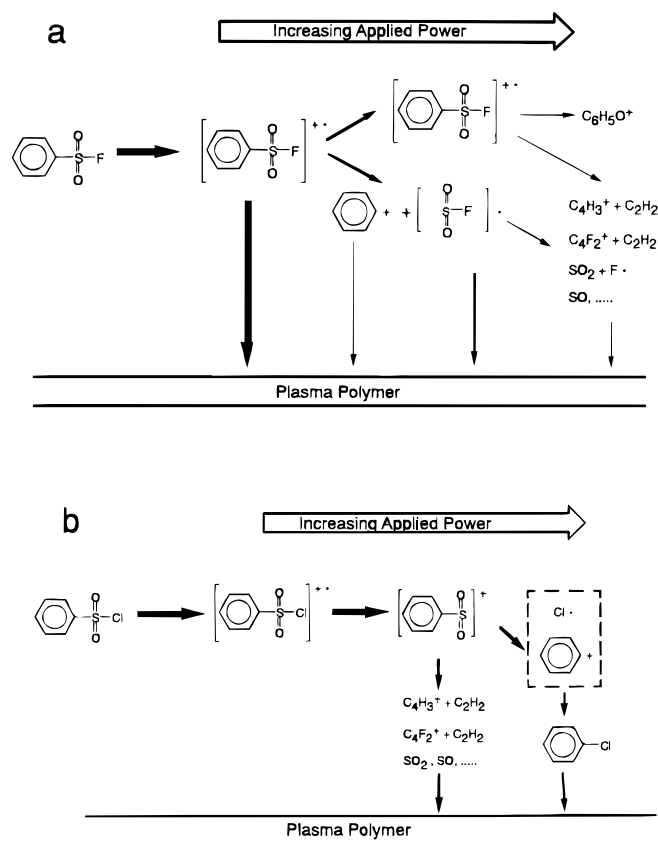 a
Increasing Applied Power
O
S
F
O
+·
O
S
F
O
+·
O
S
F
O
C₆H₅O⁺
+ +
O
S
F
O
·
C₄H₃⁺ + C₂H₂
C₄F₂⁺ + C₂H₂
SO₂ + F ·
SO, .....
Plasma Polymer
b
Increasing Applied Power
O
S
Cl
O
+·
O
S
Cl
O
+
O
S
O
Cl ·
+
C₄H₃⁺ + C₂H₂
C₄F₂⁺ + C₂H₂
SO₂ , SO, .....
Cl
Plasma Polymer